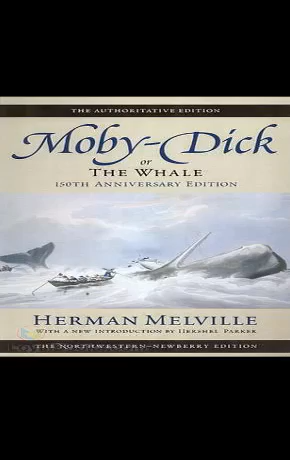 THE AUTHORITATIVE EDITION
Moby-Dick
or
THE WHALE
150TH ANNIVERSARY EDITION
HERMAN MELVILLE
WITH A NEW INTRODUCTION BY HERSHEL PARKER
THE NORTHWESTERN-NEWBERRY EDITION